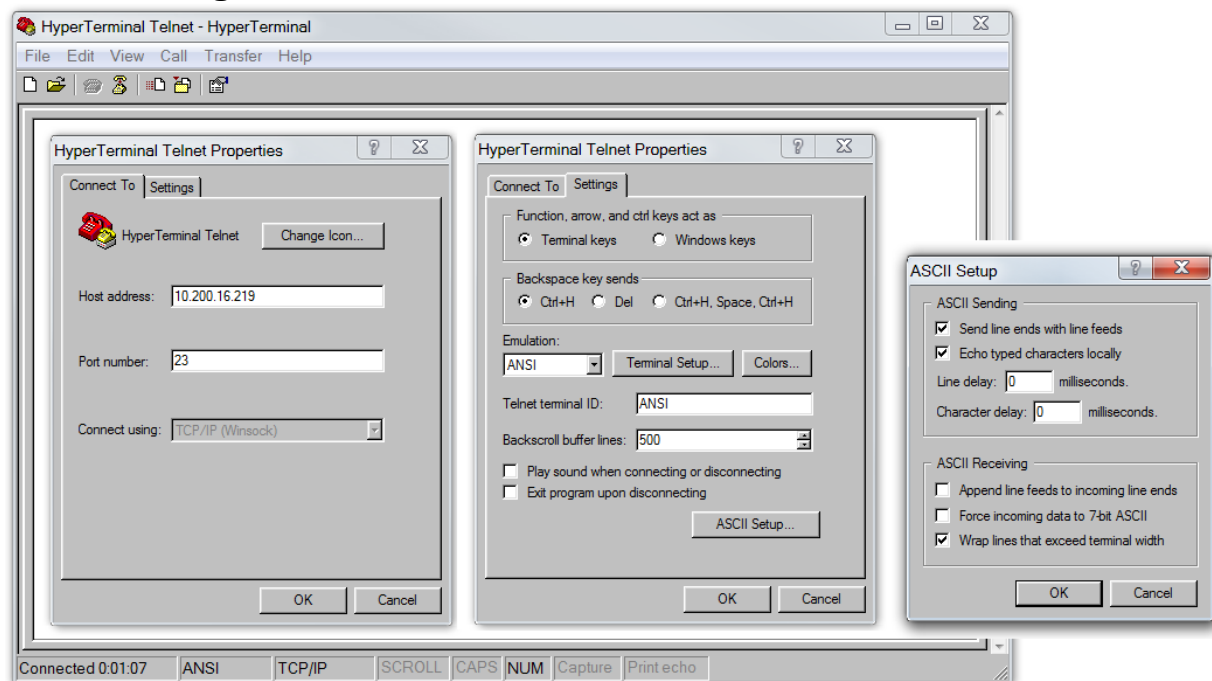 HyperTerminal Telnet - HyperTerminal
File Edit View Call Transfer Help
HyperTerminal Telnet Properties
Connect To Settings
HyperTerminal Telnet Change Icon...
Host address: 10.200.16.219
Port number: 23
Connect using: TCP/IP (Winsock)
OK Cancel
HyperTerminal Telnet Properties
Connect To Settings
Function, arrow, and ctrl keys act as
Terminal keys Windows keys
Backspace key sends
Ctrl+H Del Ctrl+H, Space, Ctrl+H
Emulation:
ANSI Terminal Setup... Colors...
Telnet terminal ID: ANSI
Backscroll buffer lines: 500
Play sound when connecting or disconnecting
Exit program upon disconnecting
ASCII Setup...
OK Cancel
ASCII Setup
ASCII Sending
Send line ends with line feeds
Echo typed characters locally
Line delay: 0 milliseconds.
Character delay: 0 milliseconds.
ASCII Receiving
Append line feeds to incoming line ends
Force incoming data to 7-bit ASCII
Wrap lines that exceed terminal width
OK Cancel
Connected 0:01:07 ANSI TCP/IP SCROLL CAPS NUM Capture Print echo